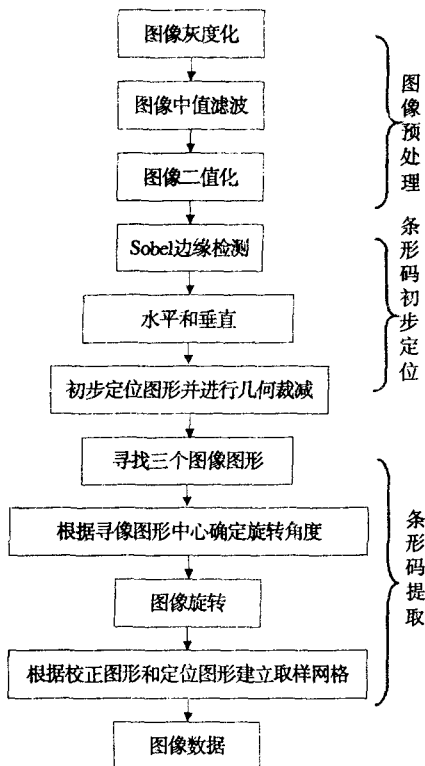 图像灰度化
图像中值滤波
图像二值化
图像预处理
Sobel边缘检测
水平和垂直
初步定位图形并进行几何裁减
条形码初步定位
寻找三个图像图形
根据寻像图形中心确定旋转角度
图像旋转
根据校正图形和定位图形建立取样网格
条形码提取
图像数据